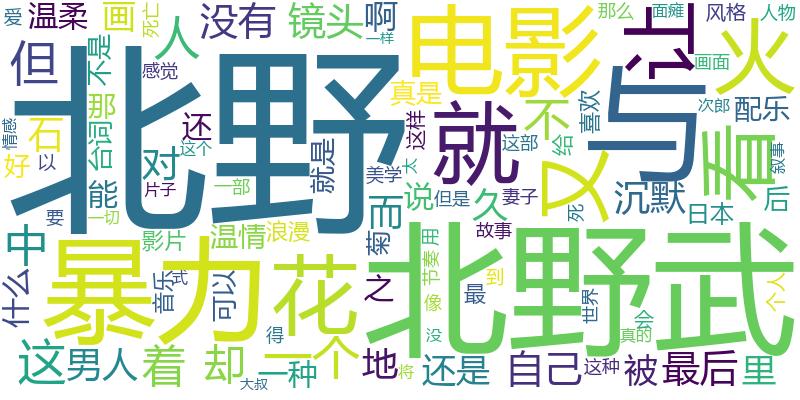 爱
温柔
画
死亡
人
没有
镜头
啊
电影
让
火
那么
面瘫
风格
人物
但
不是
情感
石
好
以
台词
那
感觉
还
这个
对
能
要
一切
片子
一部
北野
就是
美学
一样
真是
这样
太
就
不
这部
给
喜欢
又
与
画面
次郎
配乐
看
叙事
后
沉默
日本
死
说
但是
妻子
久
而
菊
中
影片
温情
浪漫
暴力
花
之
节奏
用
故事
北野武
什么
音乐
式
可以
像
没
最
到
世界
会
真的
个人
这
男人
着
却
大叔
得
一种
一个
地
将
还是
自己
这种
被
最后
里